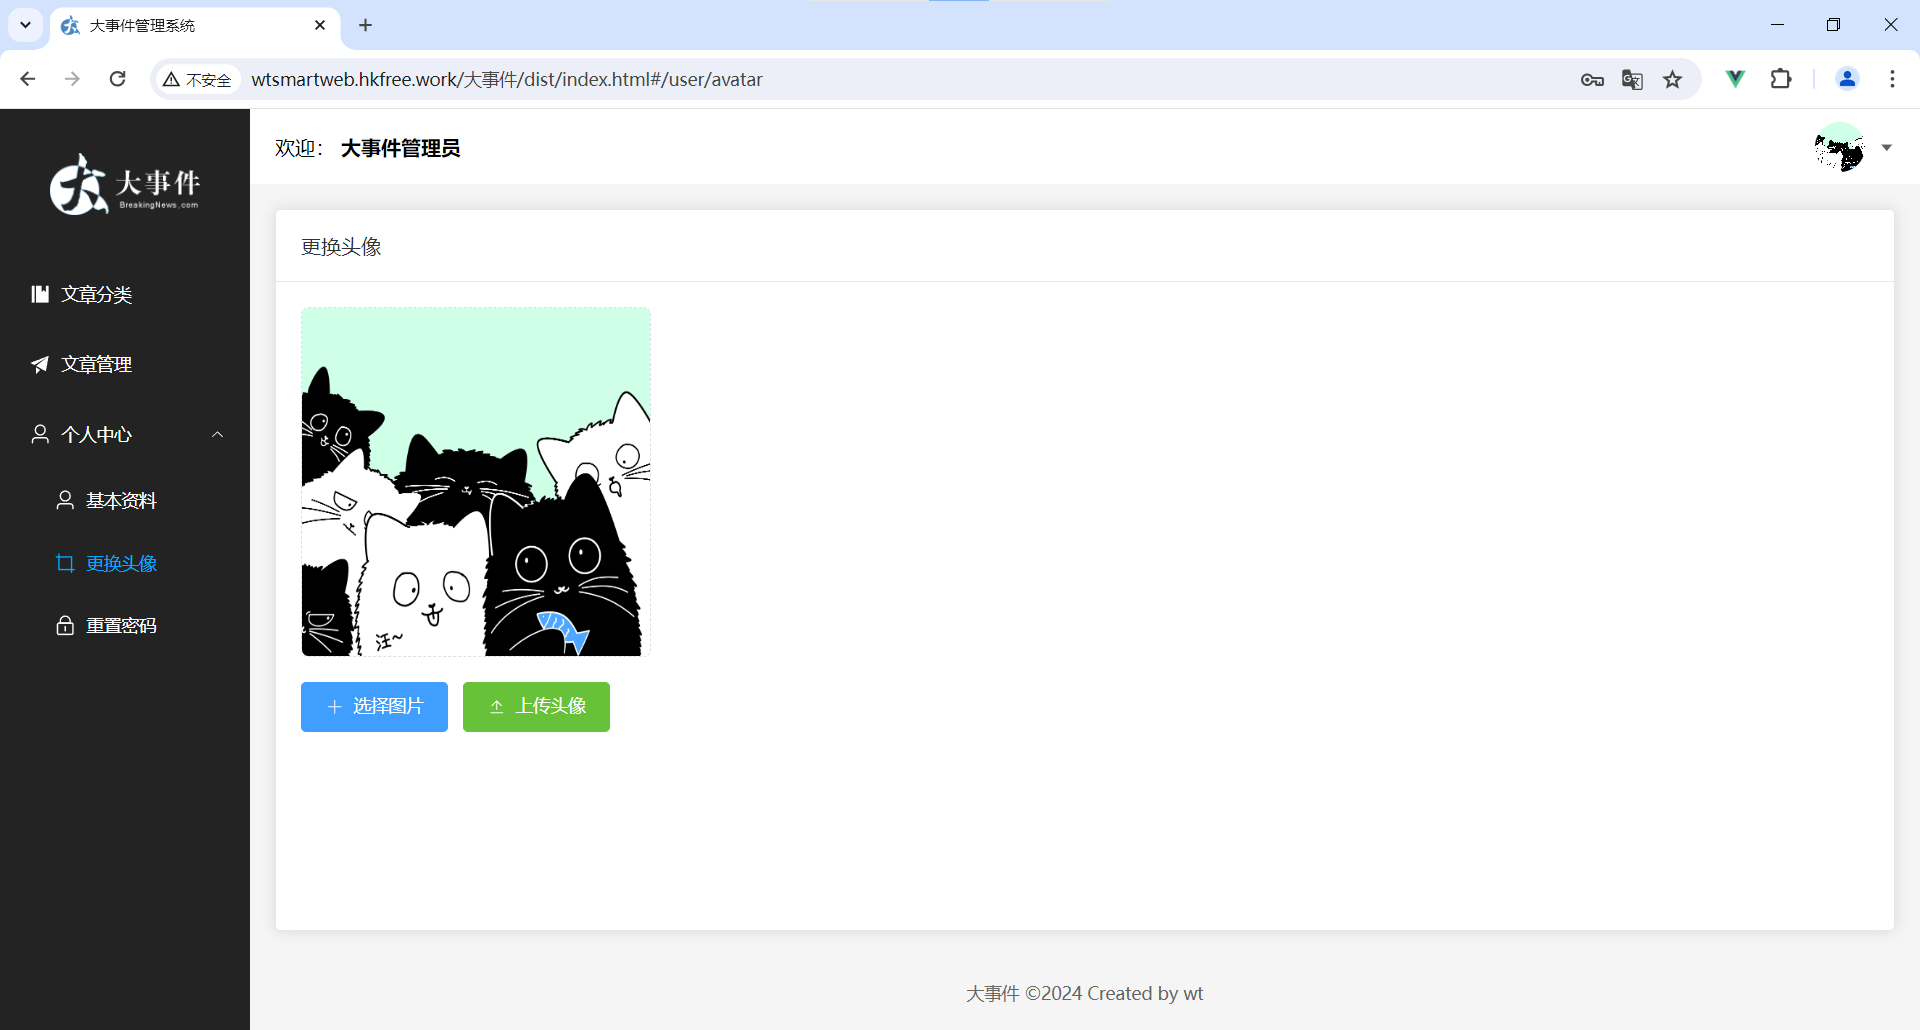 大事件管理系统
不安全
wtsmartweb.hkfree.work/大事件/dist/index.html#/user/avatar
大事件
BreakingNews.com
欢迎： 大事件管理员
更换头像
文章分类
文章管理
个人中心
基本资料
更换头像
重置密码
汪~
选择图片
上传头像
大事件 ©2024 Created by wt